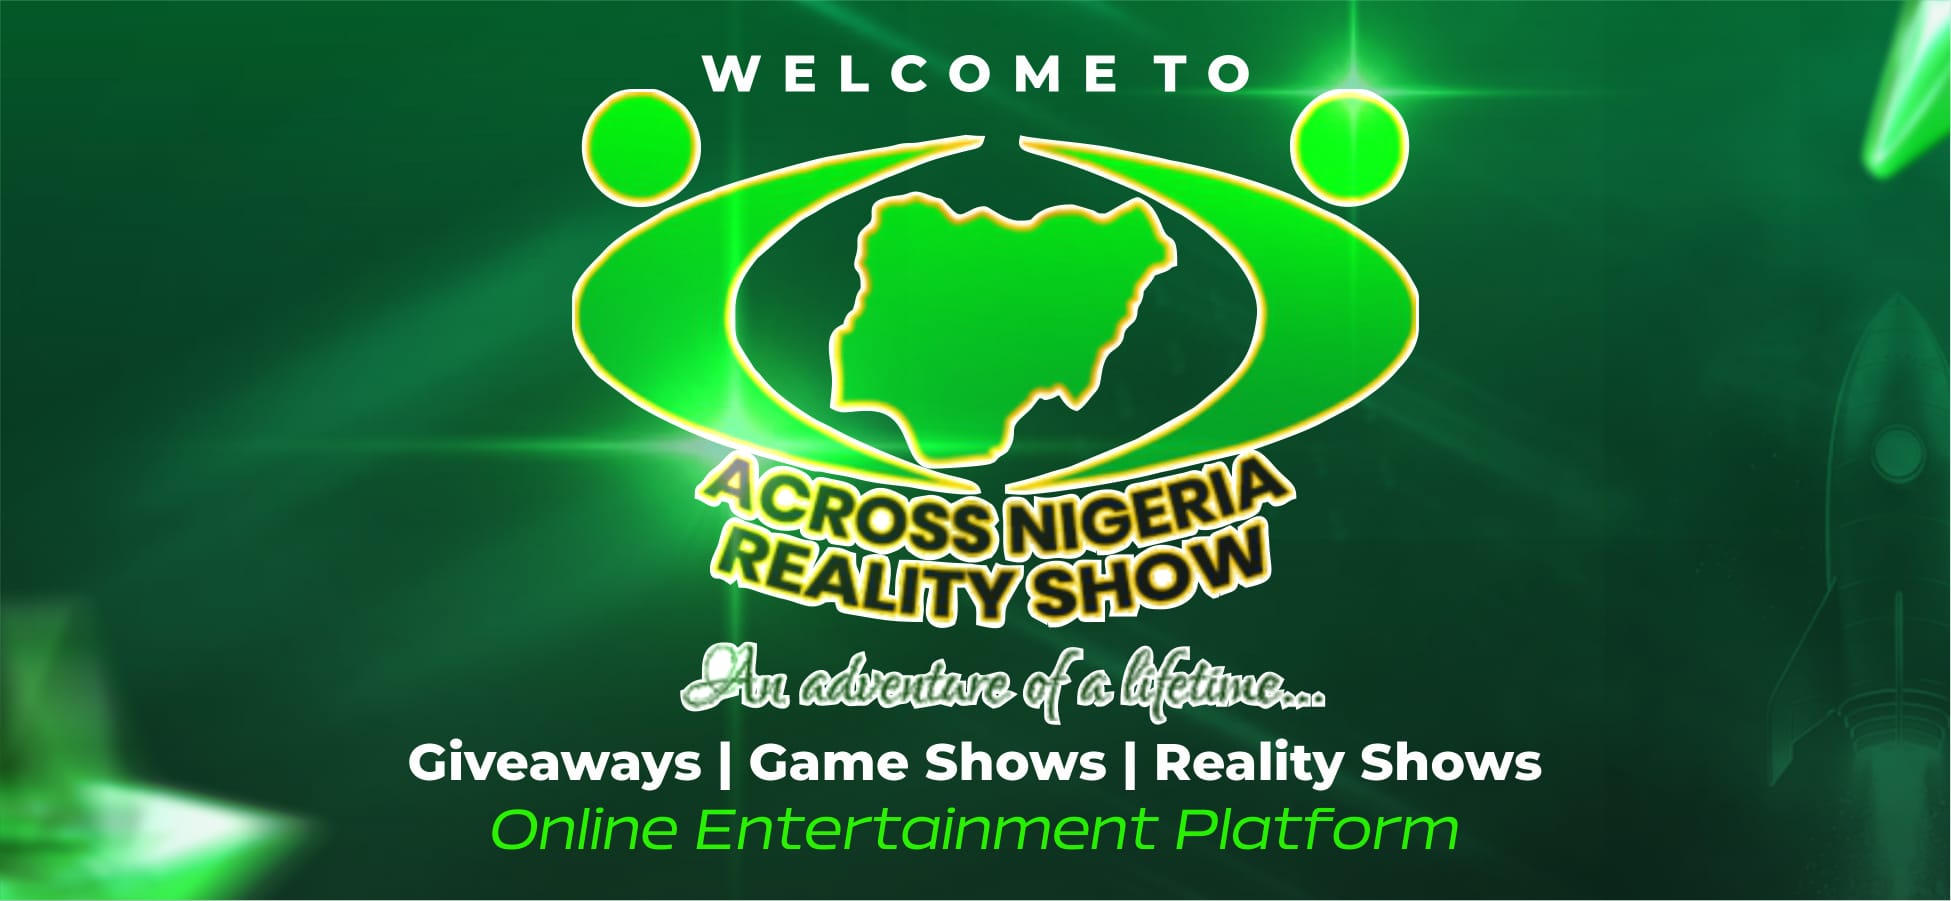 WELCOME TO
ACROSS NIGERIA
REALITY SHOW
An adventure of a lifetime...
Giveaways | Game Shows | Reality Shows
Online Entertainment Platform